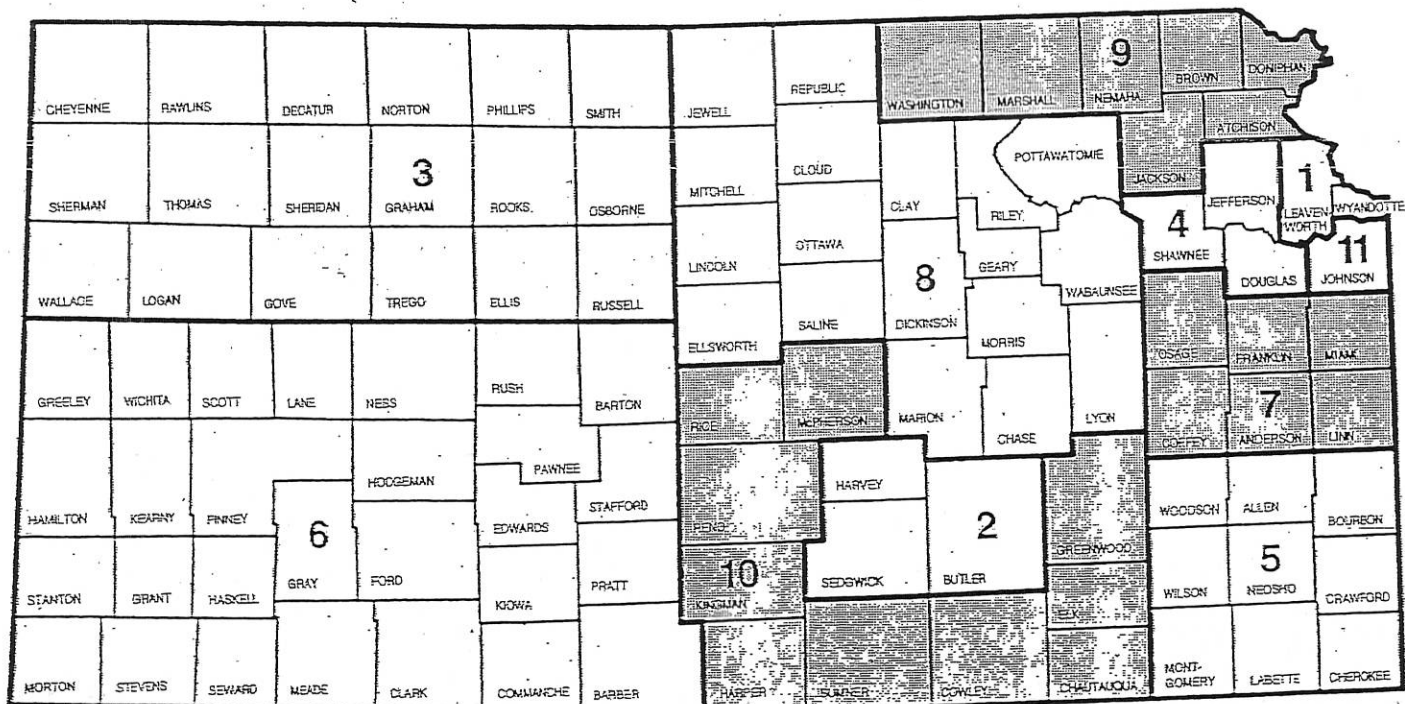 CHEYENNE RAWLINS DECATUR NORTON PHILLIPS SMITH JEWELL REPUBLIC WASHINGTON MARSHALL NEMAHA 9 BROWN DONIPHAN
SHERMAN THOMAS SHERIDAN 3 GRAHAM ROOKS OSBORNE MITCHELL CLOUD CLAY RILEY POTTAWATOMIE JACKSON ATCHISON
JEFFERSON 1 LEAVEN-
WORTH WYANDOTTE
WALLACE LOGAN GOVE TREGO ELLIS RUSSELL LINCOLN OTTAWA 8 DICKINSON GEARY WABAUNSEE 4 SHAWNEE DOUGLAS 11 JOHNSON
ELLSWORTH SALINE MORRIS OSAGE FRANKLIN MIAMI
GREELEY WICHITA SCOTT LANE NESS RUSH BARTON RICE MCPHERSON MARION CHASE LYON COFFEY 7 ANDERSON LINN
HAMILTON KEARNY FINNEY HODGEMAN PAWNEE STAFFORD EDWARDS RENO HARVEY GREENWOOD WOODSON ALLEN BOURBON
STANTON GRANT HASKELL 6 GRAY FORD KIOWA PRATT 10 KINGMAN SEDGWICK 2 BUTLER ELK WILSON 5 NEOSHO CRAWFORD
MORTON STEVENS SEWARD MEADE CLARK COMMANCHE BARBER HARPER SUMNER COWLEY CHAUTAUQUA MONT-
GOMERY LABETTE CHEROKEE